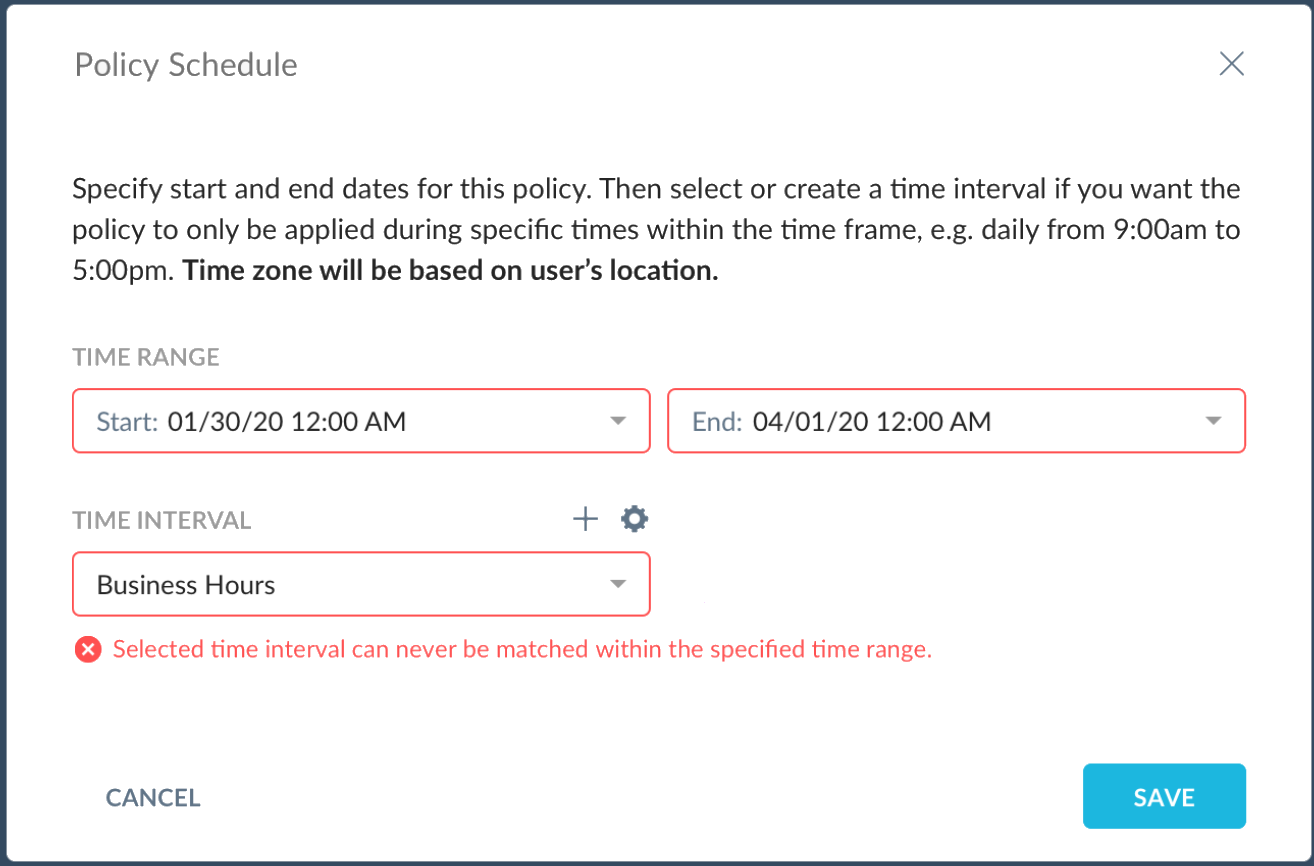 Policy Schedule
Specify start and end dates for this policy. Then select or create a time interval if you want the
policy to only be applied during specific times within the time frame, e.g. daily from 9:00am to
5:00pm. Time zone will be based on user’s location.
TIME RANGE
Start: 01/30/20 12:00 AM
End: 04/01/20 12:00 AM
TIME INTERVAL
Business Hours
Selected time interval can never be matched within the specified time range.
CANCEL
SAVE